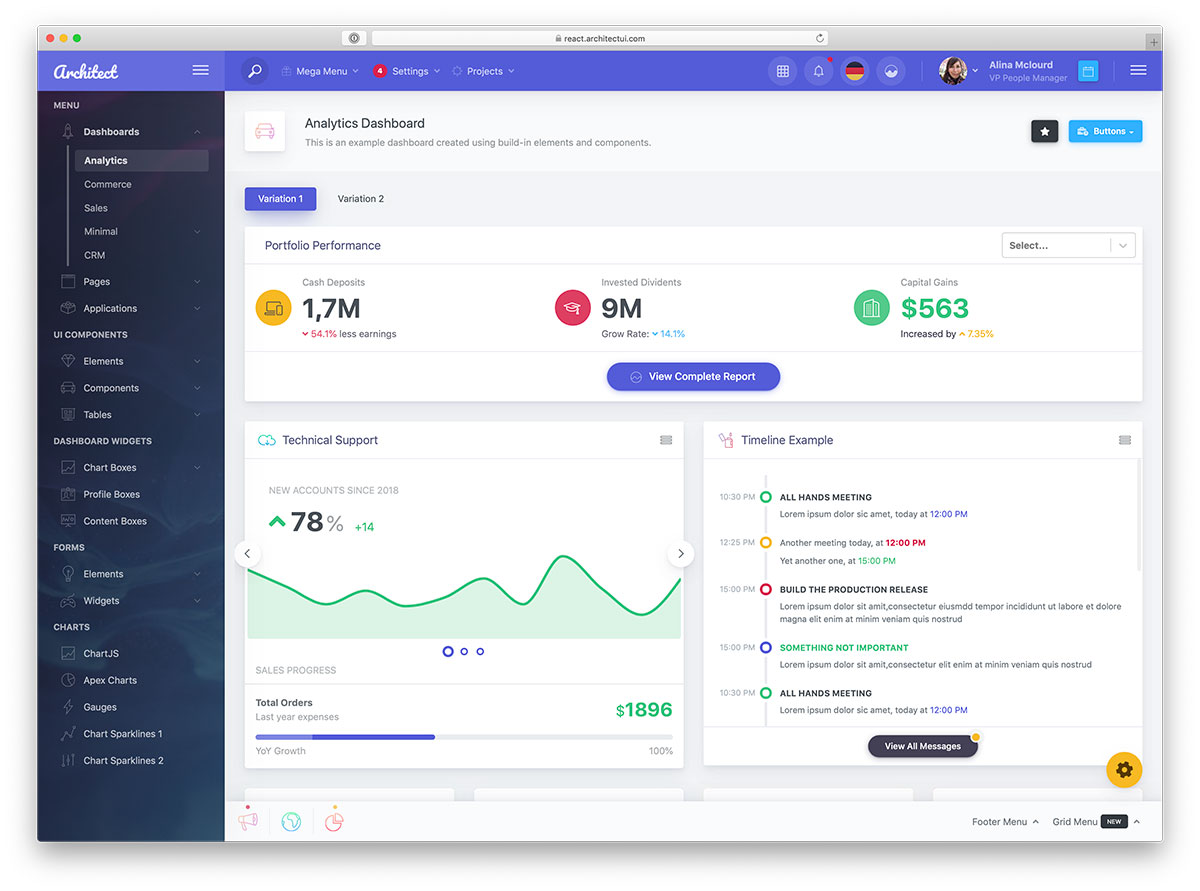 react.architectui.com
Architect
Mega Menu
4
Settings
Projects
Alina Mclourd
VP People Manager
MENU
Dashboards
Analytics
Commerce
Sales
Minimal
CRM
Pages
Applications
UI COMPONENTS
Elements
Components
Tables
DASHBOARD WIDGETS
Chart Boxes
Profile Boxes
Content Boxes
FORMS
Elements
Widgets
CHARTS
ChartJS
Apex Charts
Gauges
Chart Sparklines 1
Chart Sparklines 2
Analytics Dashboard
This is an example dashboard created using build-in elements and components.
Buttons
Variation 1
Variation 2
Portfolio Performance
Select...
Cash Deposits
1,7M
54.1% less earnings
Invested Dividents
9M
Grow Rate: 14.1%
Capital Gains
$563
Increased by 7.35%
View Complete Report
Technical Support
NEW ACCOUNTS SINCE 2018
78% +14
SALES PROGRESS
Total Orders
Last year expenses
$1896
YoY Growth
100%
Timeline Example
10:30 PM
ALL HANDS MEETING
Lorem ipsum dolor sic amet, today at 12:00 PM
12:25 PM
Another meeting today, at 12:00 PM
Yet another one, at 15:00 PM
15:00 PM
BUILD THE PRODUCTION RELEASE
Lorem ipsum dolor sit amit,consectetur eiusmdd tempor incididunt ut labore et dolore
magna elit enim at minim veniam quis nostrud
15:00 PM
SOMETHING NOT IMPORTANT
Lorem ipsum dolor sit amit,consectetur elit enim at minim veniam quis nostrud
10:30 PM
ALL HANDS MEETING
Lorem ipsum dolor sic amet, today at 12:00 PM
View All Messages
Footer Menu
Grid Menu NEW